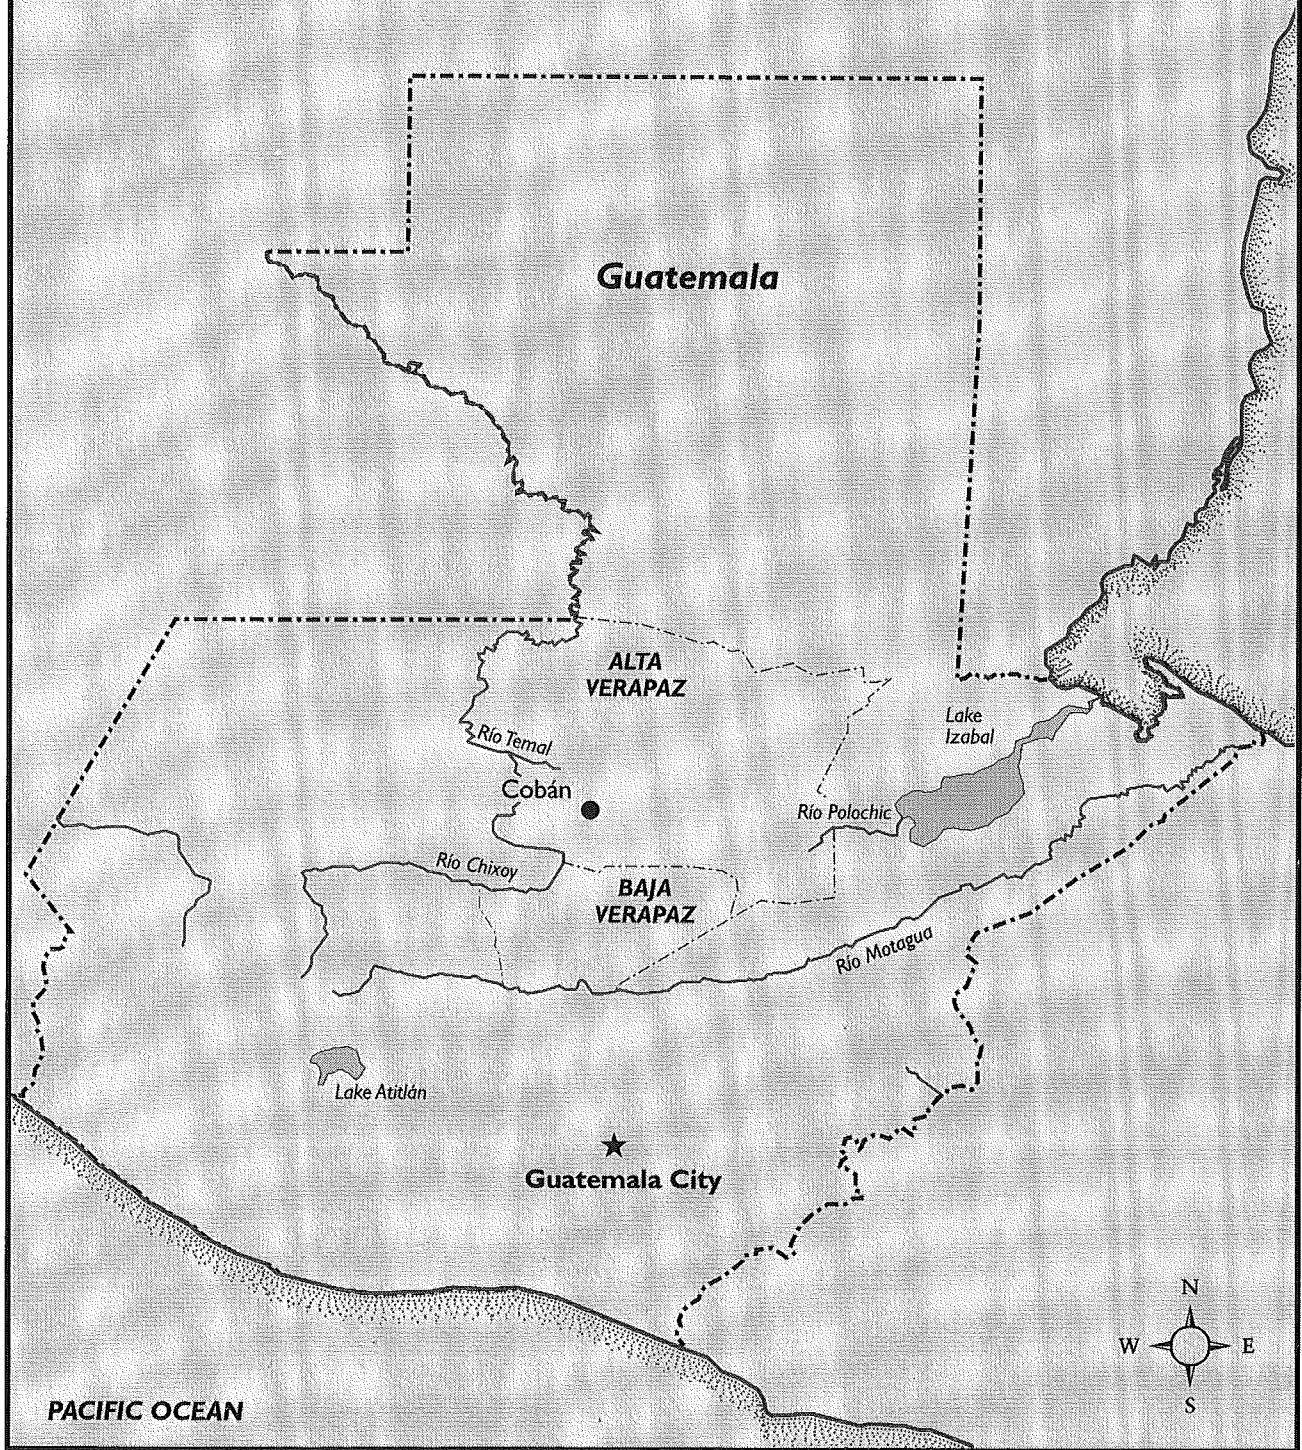 Guatemala
ALTA
VERAPAZ
Lake
Izabal
Río Temal
Cobán
Río Polochic
Río Chixoy
BAJA
VERAPAZ
Río Motagua
Lake Atitlán
Guatemala City
N
W
E
S
PACIFIC OCEAN